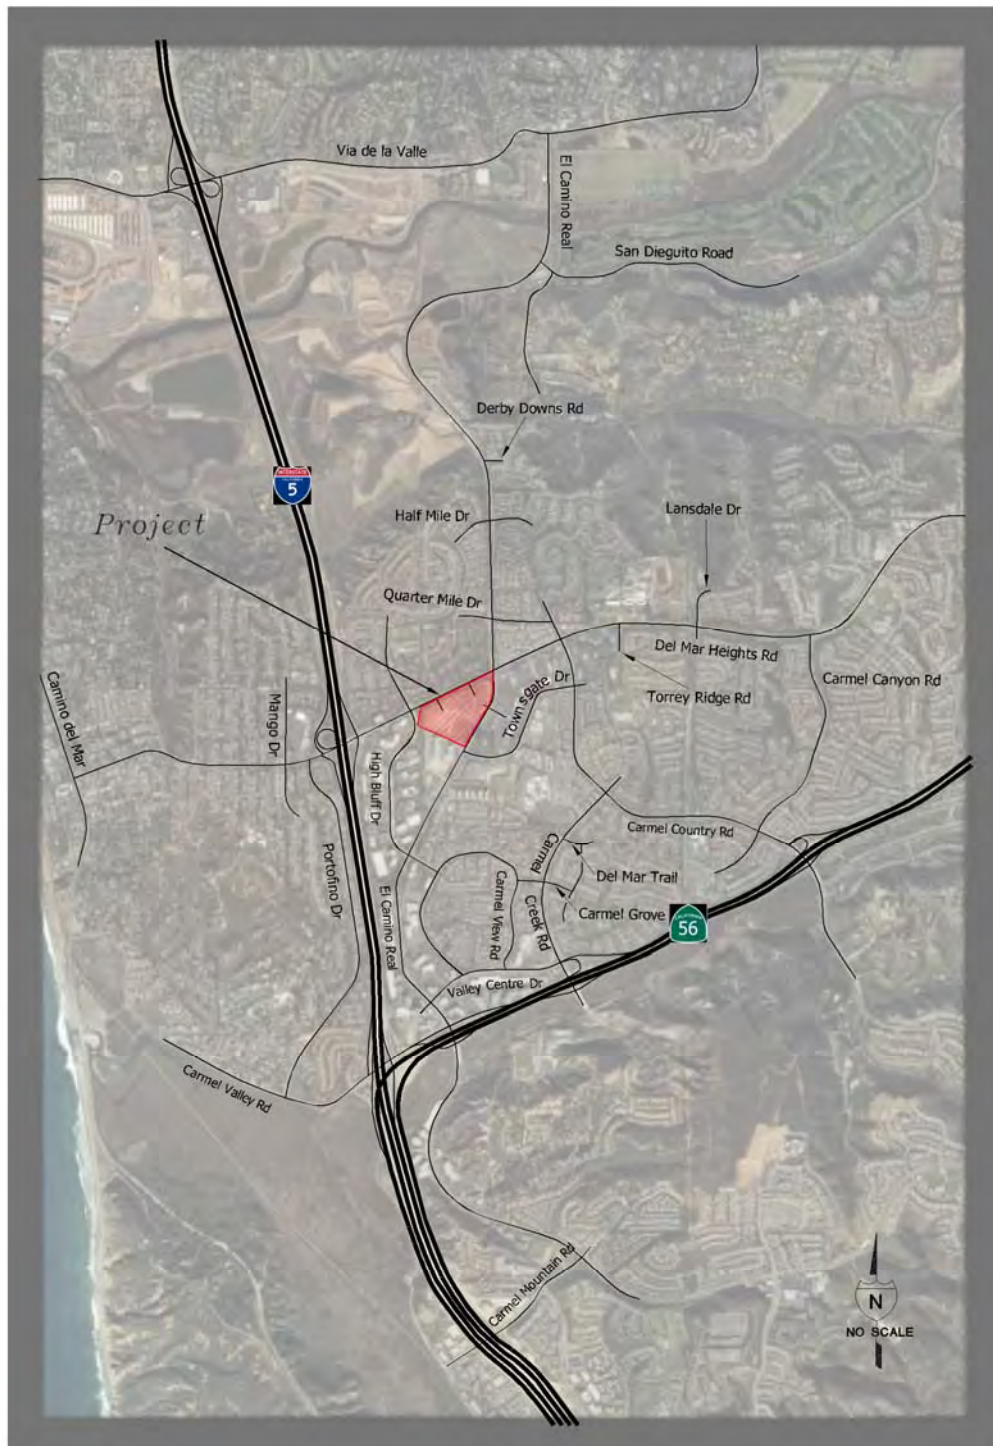 Via de la Valle
El Camino Real
San Dieguito Road
Derby Downs Rd
INTERSTATE
CALIFORNIA
5
Project
Half Mile Dr
Lansdale Dr
Quarter Mile Dr
Del Mar Heights Rd
Carmel Canyon Rd
Camino del Mar
Mango Dr
Townsgate Dr
Torrey Ridge Rd
High Bluff Dr
Portofino Dr
El Camino Real
Carmel Country Rd
Carmel
Creek Rd
Del Mar Trail
Carmel View Rd
Carmel Grove
CALIFORNIA
56
Valley Centre Dr
Carmel Valley Rd
Carmel Mountain Rd
N
NO SCALE